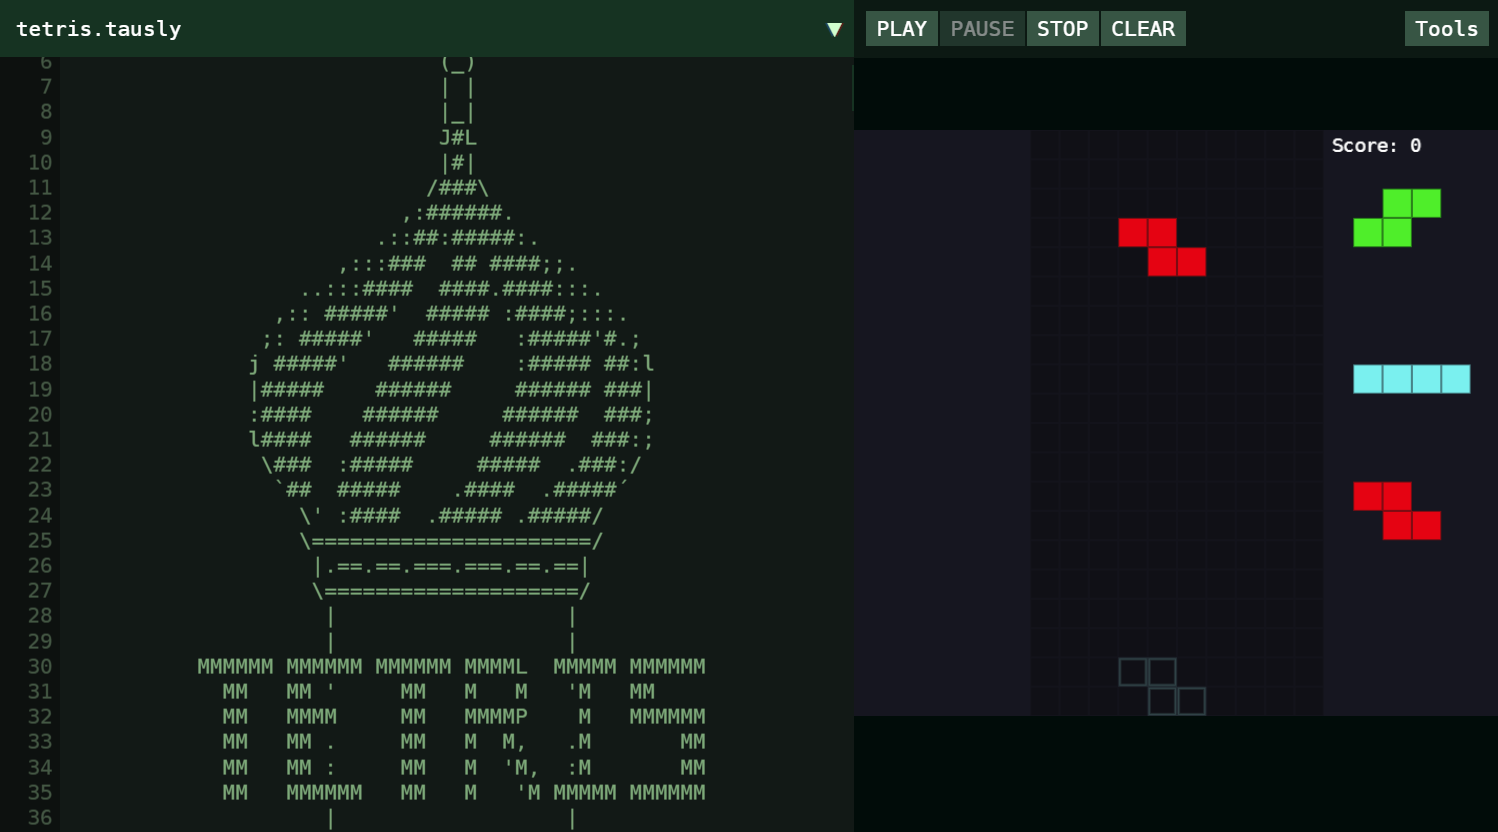 tetris.tausly ▼
PLAY PAUSE STOP CLEAR Tools
6                               (_)
7                               | |
8                               |_|
9                               J#L
10                              |#|
11                             /###\
12                           ,:######.
13                         .::##:#####:.
14                      ,:::###  ## ####;;.
15                   ..:::####  ####.####:::.
16                 ,:: #####'  ##### :####;::::.
17                ;: #####'   #####   :#####'#.;
18               j #####'   ######    :##### ##:l
19               |#####    ######     ###### ###|
20               :####    ######     ######  ###;
21               l####   ######     ######  ###:;
22                \###  :#####     #####  .###:/
23                 `##  #####    .####  .#####´
24                   \' :####  .##### .#####/
25                   \======================/
26                    |.==.==.===.===.==.==|
27                    \====================/
28                     |                  |
29                     |                  |
30           MMMMMM MMMMMM MMMMMM MMMML  MMMMM MMMMMM
31             MM   MM '     MM   M   M   'M   MM
32             MM   MMMM     MM   MMMMP    M   MMMMMM
33             MM   MM .     MM   M  M,   .M       MM
34             MM   MM :     MM   M  'M,  :M       MM
35             MM   MMMMMM   MM   M   'M MMMMM MMMMMM
36                     |                  |
Score: 0